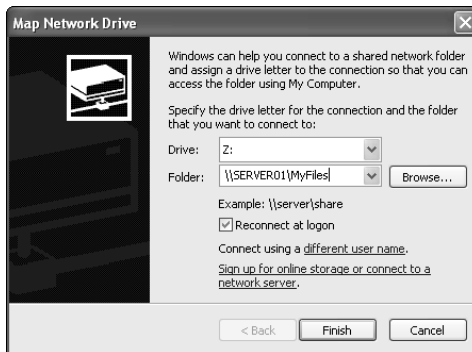 Map Network Drive
Windows can help you connect to a shared network folder
and assign a drive letter to the connection so that you can
access the folder using My Computer.
Specify the drive letter for the connection and the folder
that you want to connect to:
Drive: Z:
Folder: \\SERVER01\MyFiles Browse...
Example: \\server\share
Reconnect at logon
Connect using a different user name.
Sign up for online storage or connect to a
network server.
< Back Finish Cancel